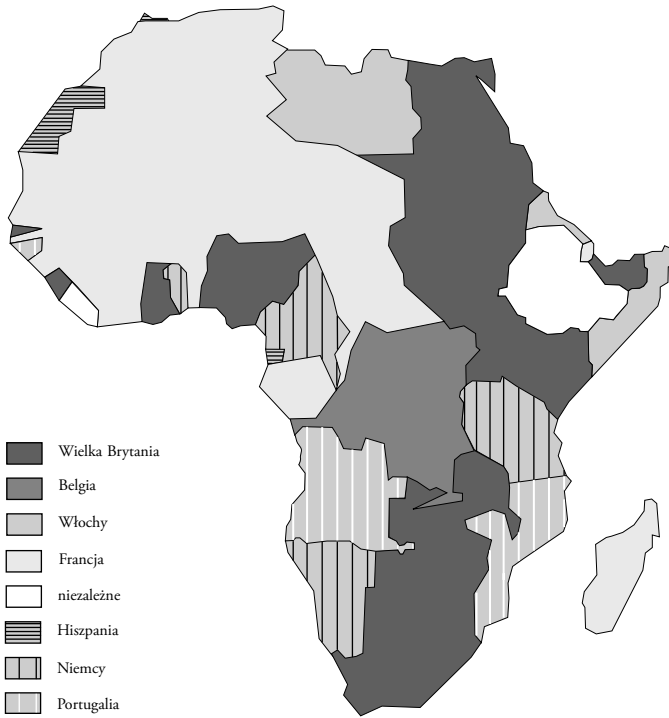 Wielka Brytania
Belgia
Włochy
Francja
niezależne
Hiszpania
Niemcy
Portugalia